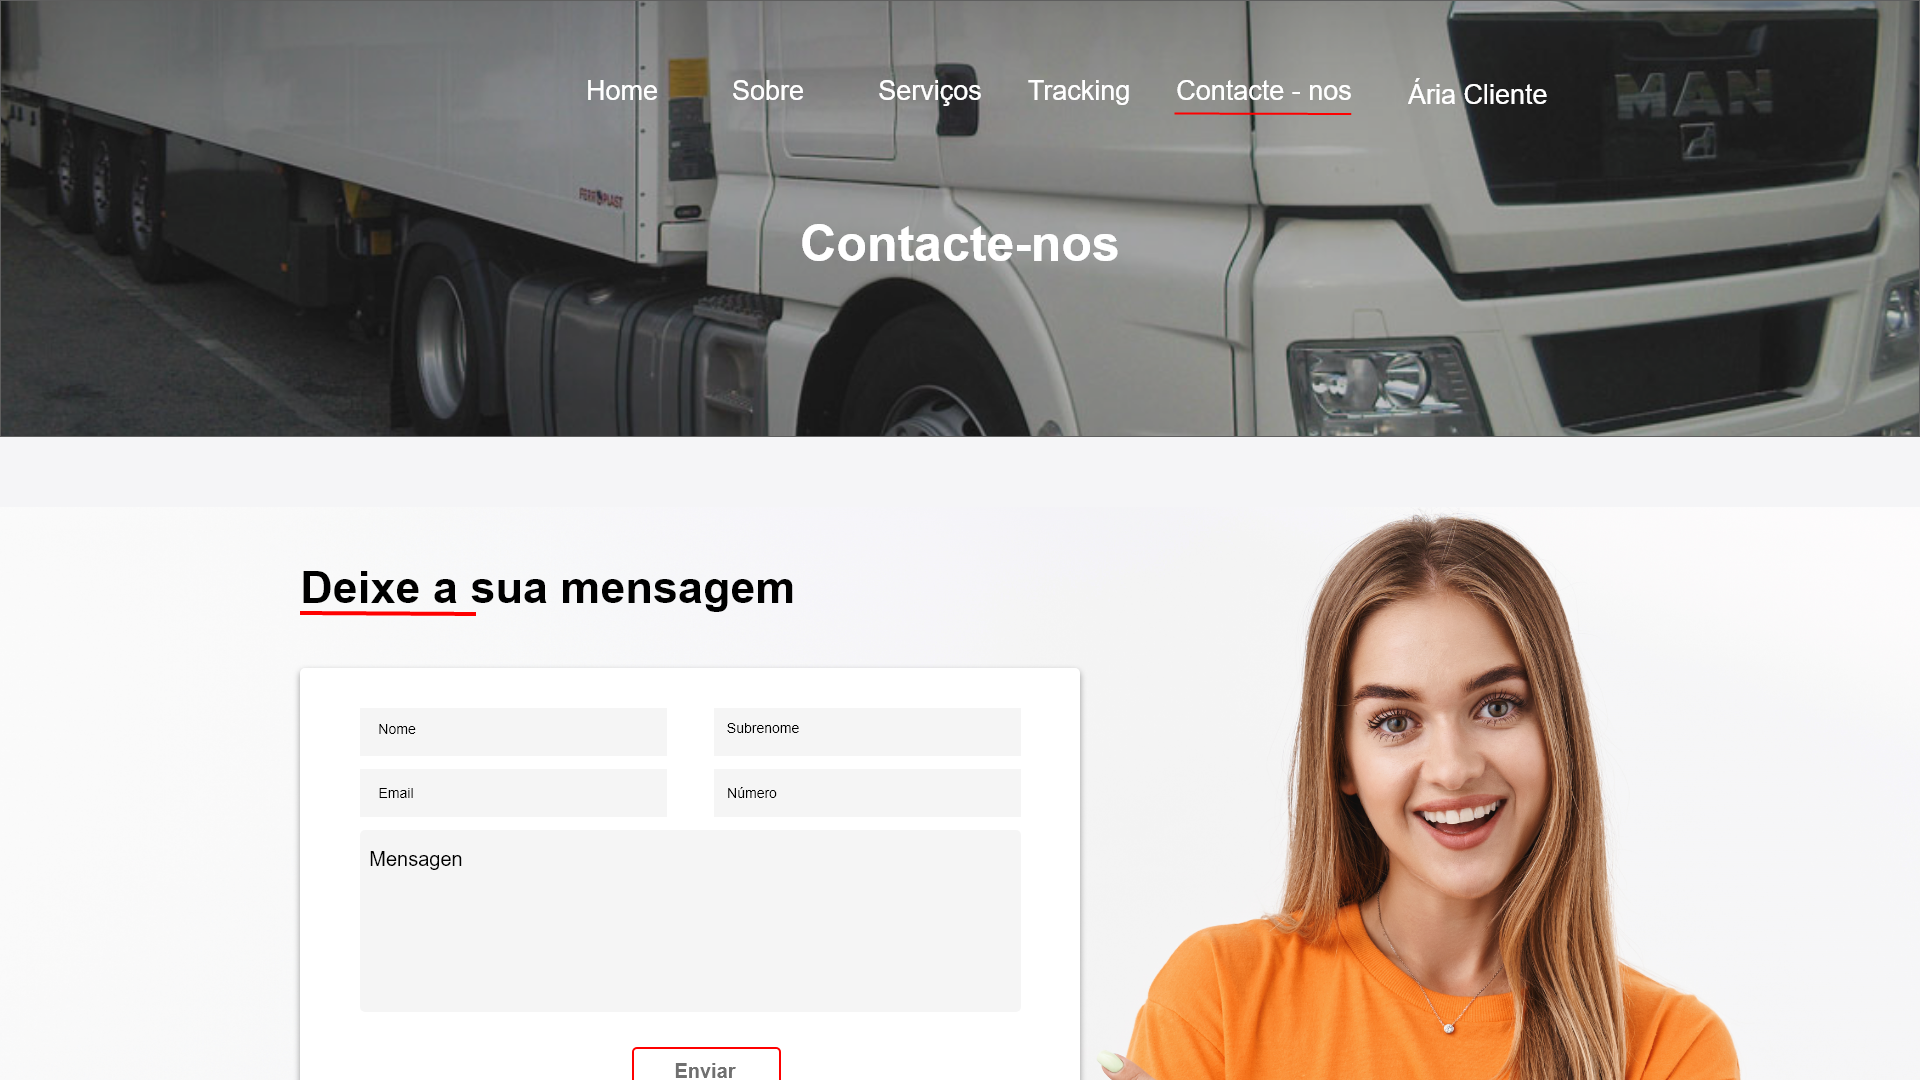 Home Sobre Serviços Tracking Contacte - nos Ária Cliente
MAN
FERROPLAST
Contacte-nos
Deixe a sua mensagem
Nome Subrenome
Email Número
Mensagen
Enviar